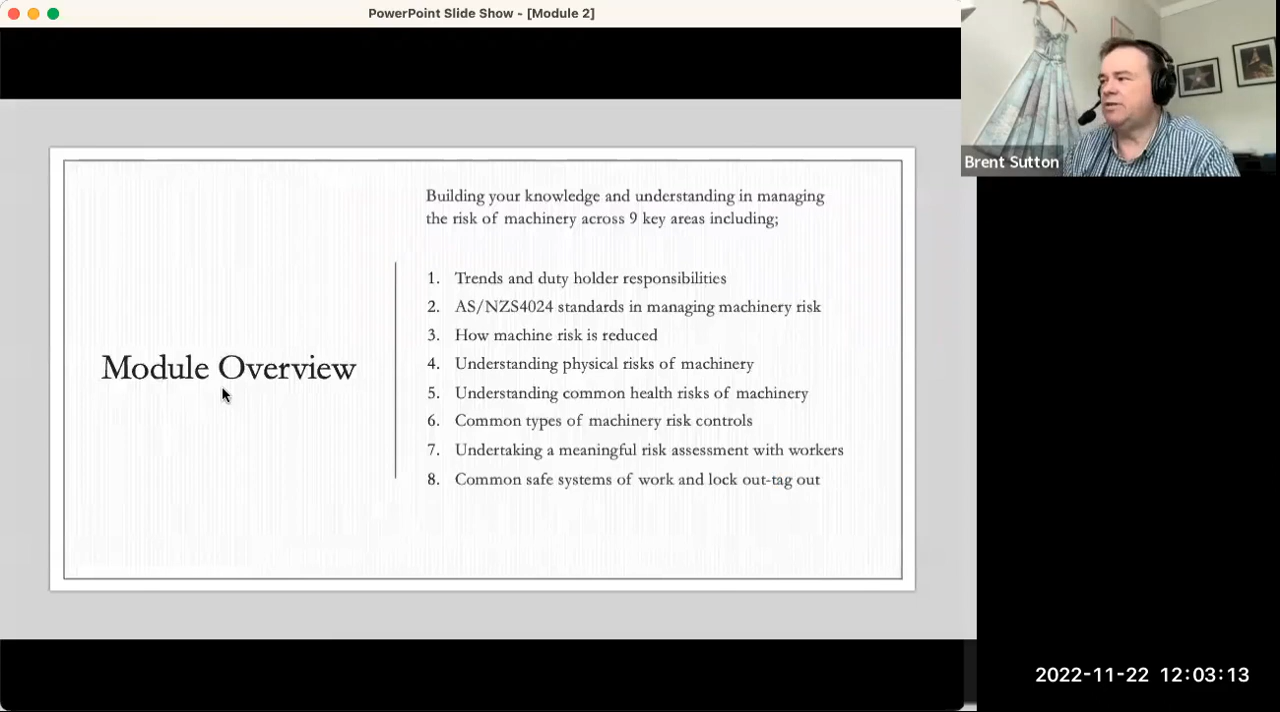 PowerPoint Slide Show - [Module 2]
Brent Sutton
Building your knowledge and understanding in managing
the risk of machinery across 9 key areas including;
Module Overview
1. Trends and duty holder responsibilities
2. AS/NZS4024 standards in managing machinery risk
3. How machine risk is reduced
4. Understanding physical risks of machinery
5. Understanding common health risks of machinery
6. Common types of machinery risk controls
7. Undertaking a meaningful risk assessment with workers
8. Common safe systems of work and lock out-tag out
2022-11-22 12:03:13